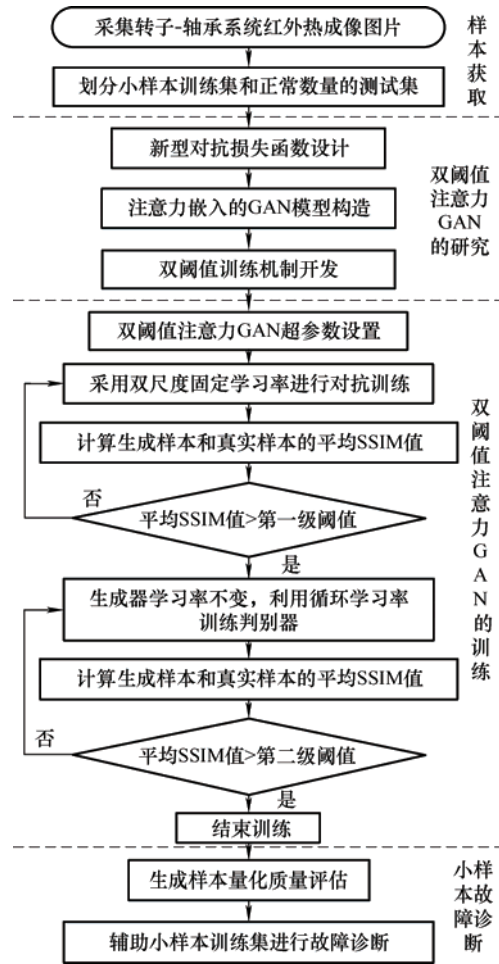 采集转子-轴承系统红外热成像图片
划分小样本训练集和正常数量的测试集
样
本
获
取
新型对抗损失函数设计
注意力嵌入的GAN模型构造
双阈值训练机制开发
双阈值
注意力
GAN
的研究
双阈值注意力GAN超参数设置
采用双尺度固定学习率进行对抗训练
计算生成样本和真实样本的平均SSIM值
否
平均SSIM值>第一级阈值
是
生成器学习率不变，利用循环学习率
训练判别器
计算生成样本和真实样本的平均SSIM值
否
平均SSIM值>第二级阈值
是
结束训练
双
阈
值
注
意
力
G
A
N
的
训
练
生成样本量化质量评估
辅助小样本训练集进行故障诊断
小样
本故
障诊
断